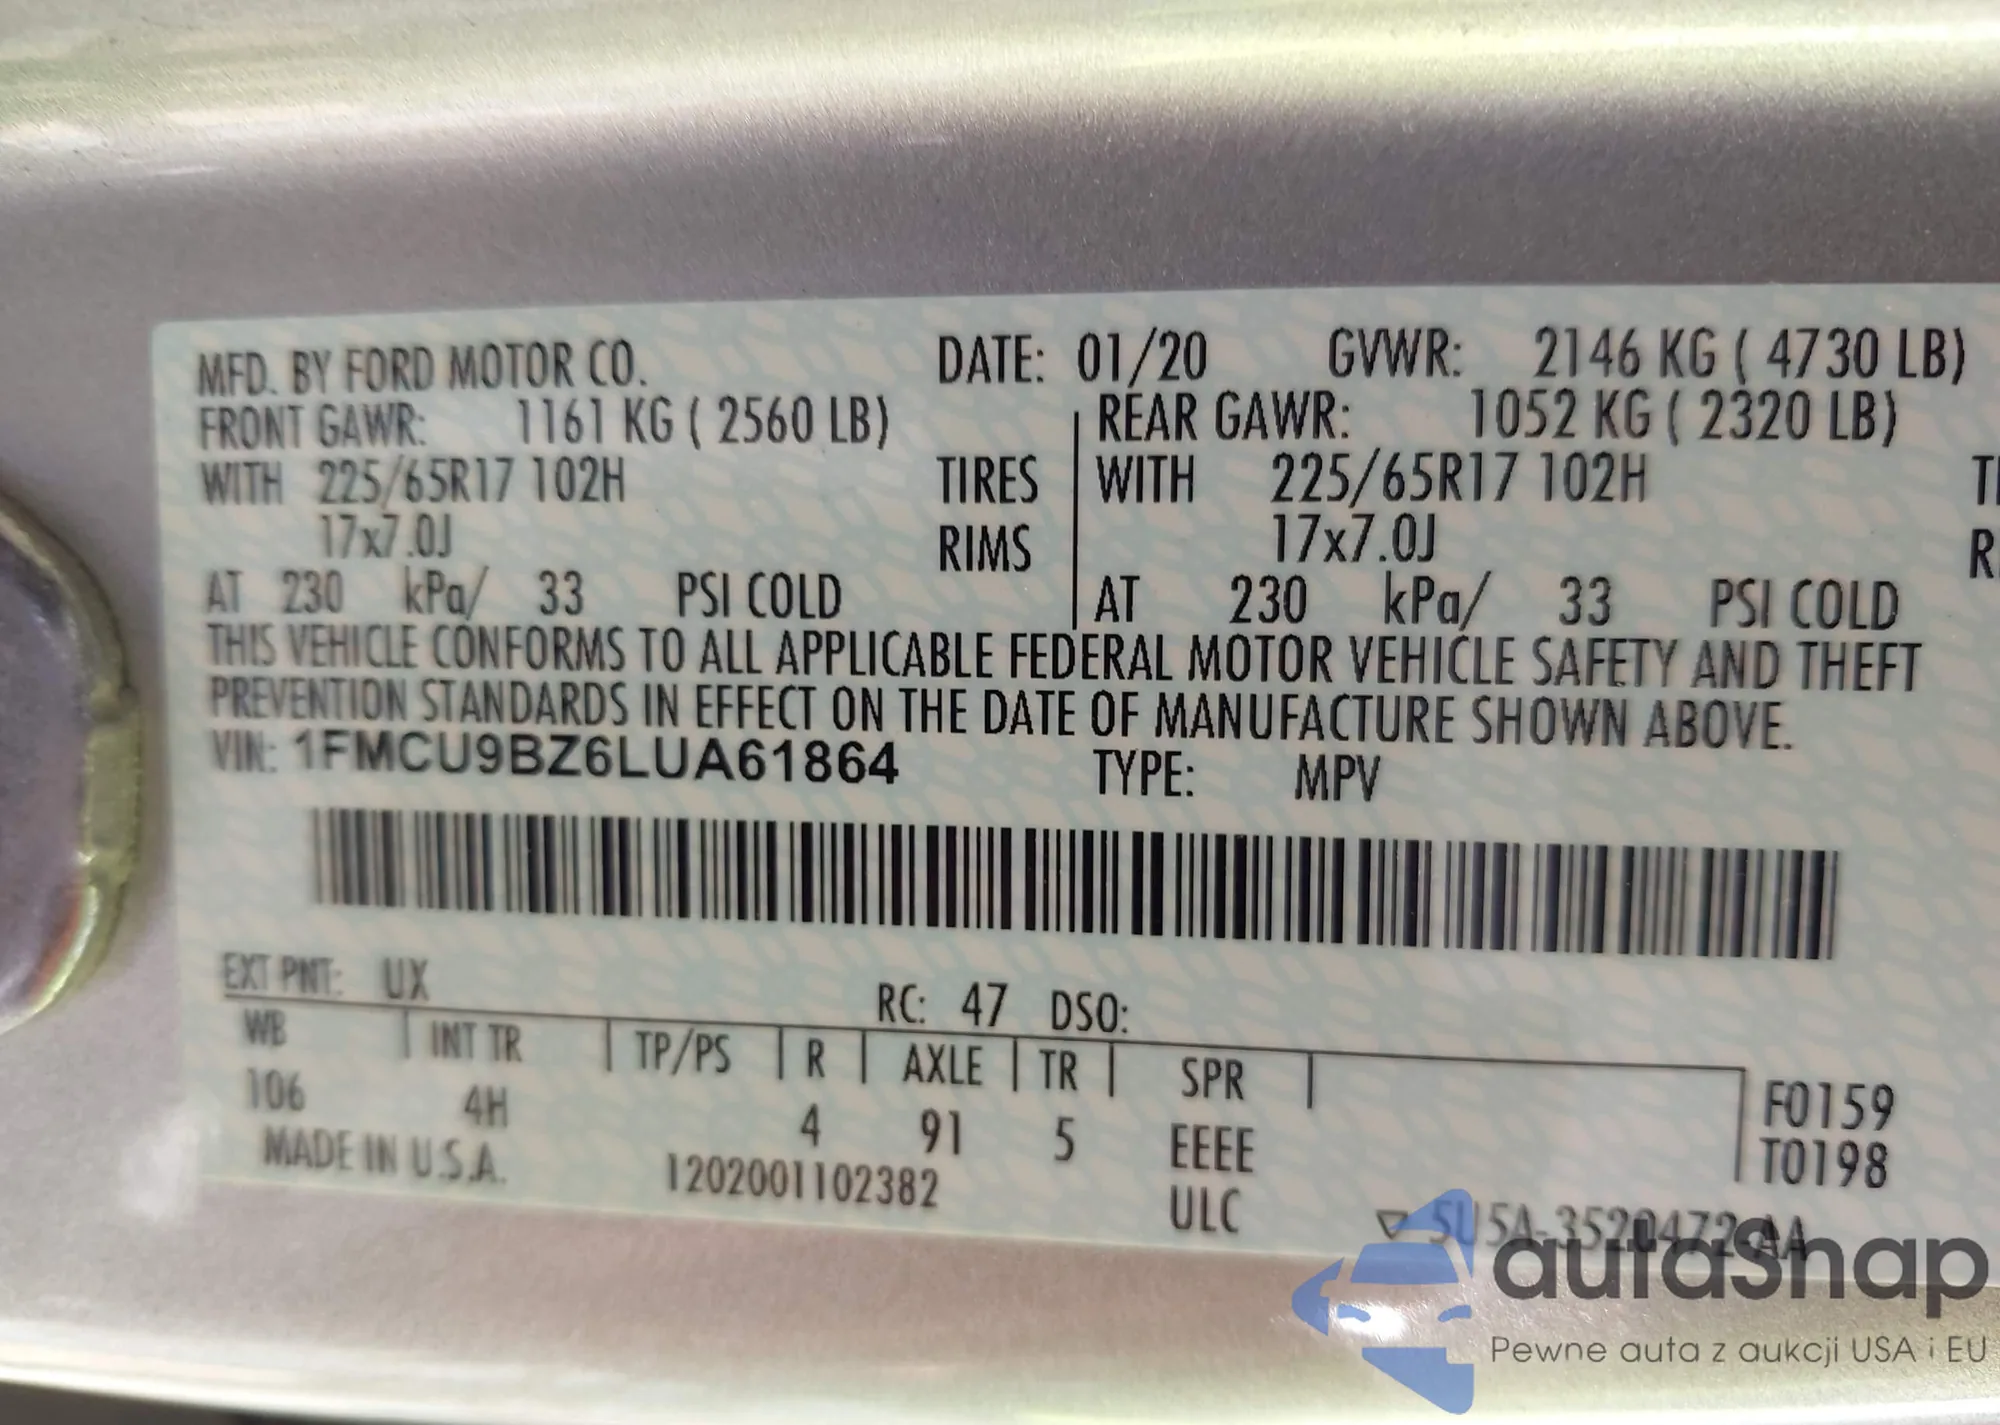 MFD. BY FORD MOTOR CO. DATE: 01/20 GVWR: 2146 KG ( 4730 LB)
FRONT GAWR: 1161 KG ( 2560 LB) REAR GAWR: 1052 KG ( 2320 LB)
WITH 225/65R17 102H TIRES WITH 225/65R17 102H
17x7.0J RIMS 17x7.0J
AT 230 kPa/ 33 PSI COLD AT 230 kPa/ 33 PSI COLD
THIS VEHICLE CONFORMS TO ALL APPLICABLE FEDERAL MOTOR VEHICLE SAFETY AND THEFT
PREVENTION STANDARDS IN EFFECT ON THE DATE OF MANUFACTURE SHOWN ABOVE.
VIN: 1FMCU9BZ6LUA61864 TYPE: MPV
EXT PNT: UX RC: 47 DSO:
WB INT TR TP/PS R AXLE TR SPR
106 4H 4 91 5 EEEE F0159
MADE IN U.S.A. 1202001102382 ULC T0198
5U5A-3520472-AA
autaSnap
Pewne auta z aukcji USA i EU